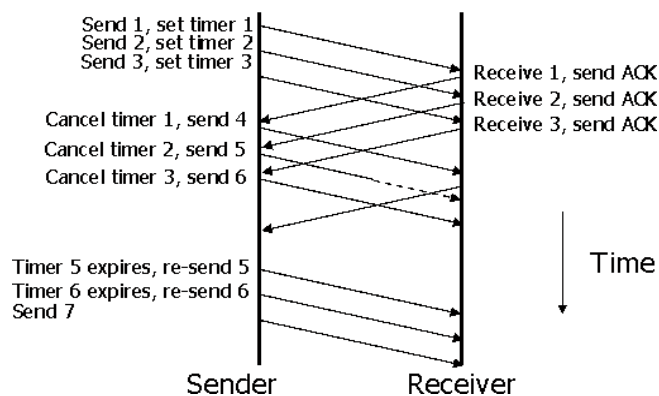 Send 1, set timer 1
Send 2, set timer 2
Send 3, set timer 3
Receive 1, send ACK
Receive 2, send ACK
Receive 3, send ACK
Cancel timer 1, send 4
Cancel timer 2, send 5
Cancel timer 3, send 6
Time
Timer 5 expires, re-send 5
Timer 6 expires, re-send 6
Send 7
Sender
Receiver